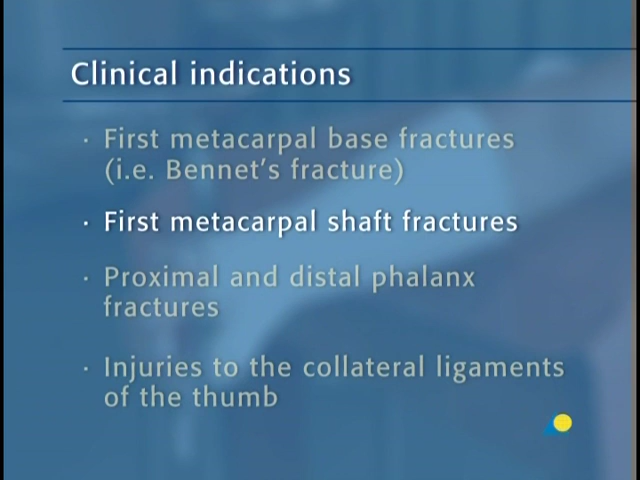 Clinical indications
· First metacarpal base fractures
(i.e. Bennet's fracture)
· First metacarpal shaft fractures
· Proximal and distal phalanx
fractures
· Injuries to the collateral ligaments
of the thumb